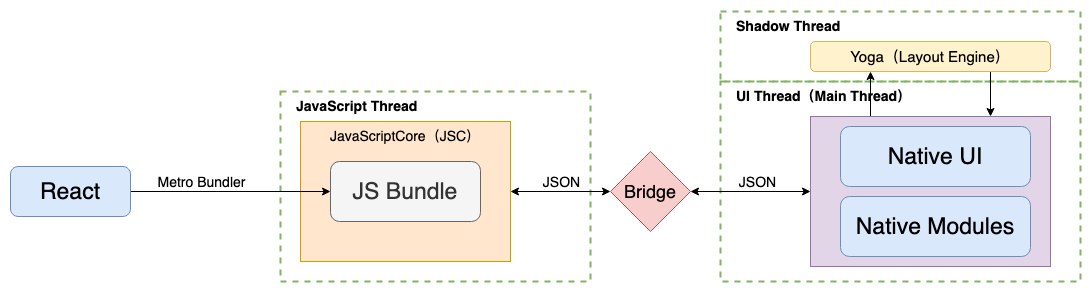 Shadow Thread
Yoga（Layout Engine）
UI Thread（Main Thread）
JavaScript Thread
JavaScriptCore（JSC）
React
Metro Bundler
JS Bundle
JSON
Bridge
JSON
Native UI
Native Modules